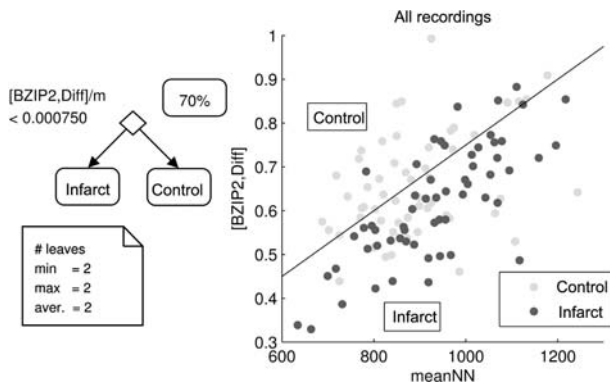 All recordings
[BZIP2,Diff]/m
< 0.000750
70%
Infarct
Control
# leaves
min = 2
max = 2
aver. = 2
[BZIP2,Diff]
1
0.9
0.8
0.7
0.6
0.5
0.4
0.3
Control
Infarct
Control
Infarct
600
800
1000
1200
meanNN